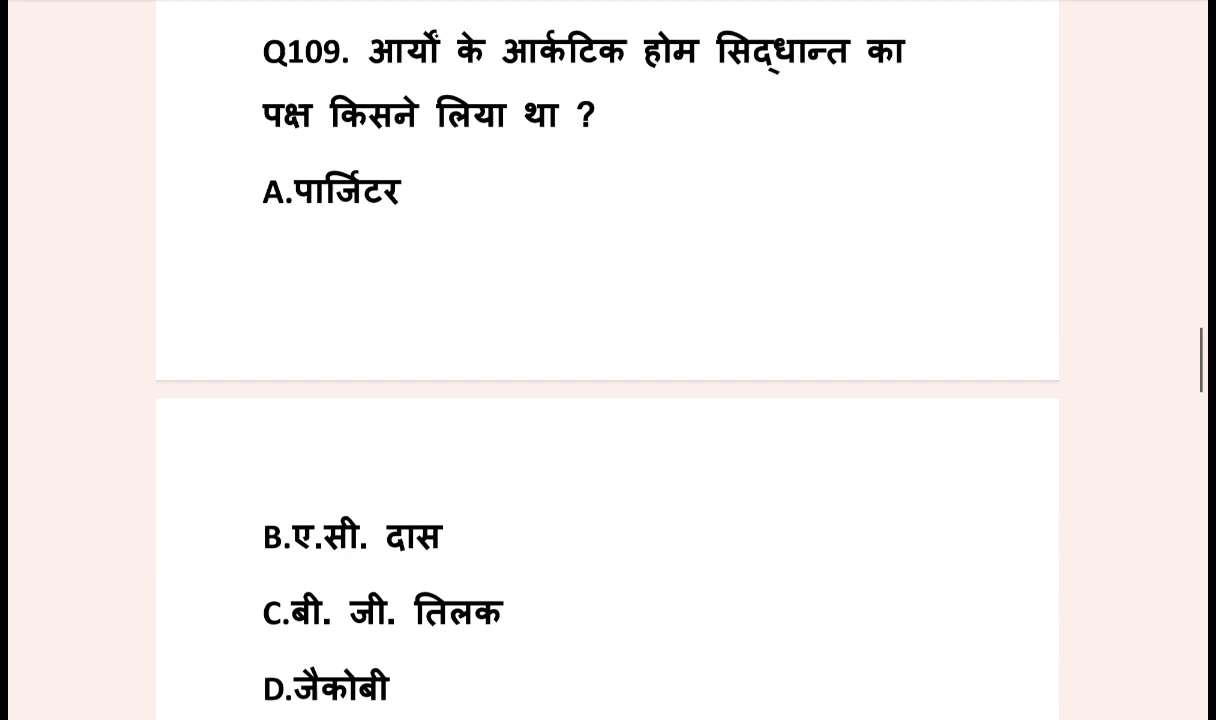 Q109. आर्यों के आर्कटिक होम सिद्धान्त का
पक्ष किसने लिया था ?
A.पार्जिटर
B.ए.सी. दास
C.बी. जी. तिलक
D.जैकोबी